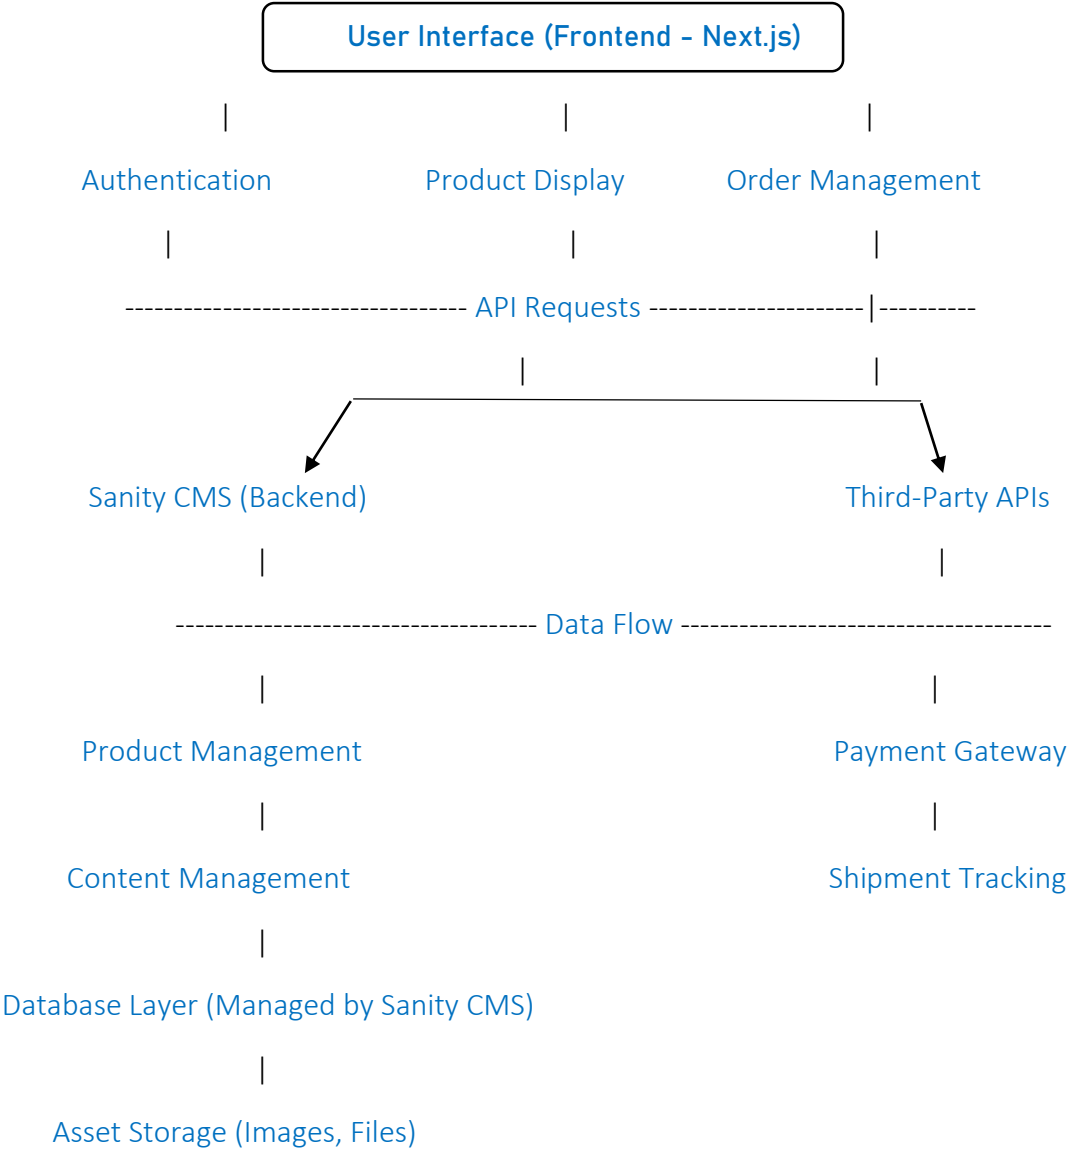 User Interface (Frontend - Next.js)
| | |
Authentication Product Display Order Management
| | |
----------------------------------- API Requests ---------------------- | ----------
| |
Sanity CMS (Backend) Third-Party APIs
| |
------------------------------------- Data Flow --------------------------------------
| |
Product Management Payment Gateway
| |
Content Management Shipment Tracking
|
Database Layer (Managed by Sanity CMS)
|
Asset Storage (Images, Files)